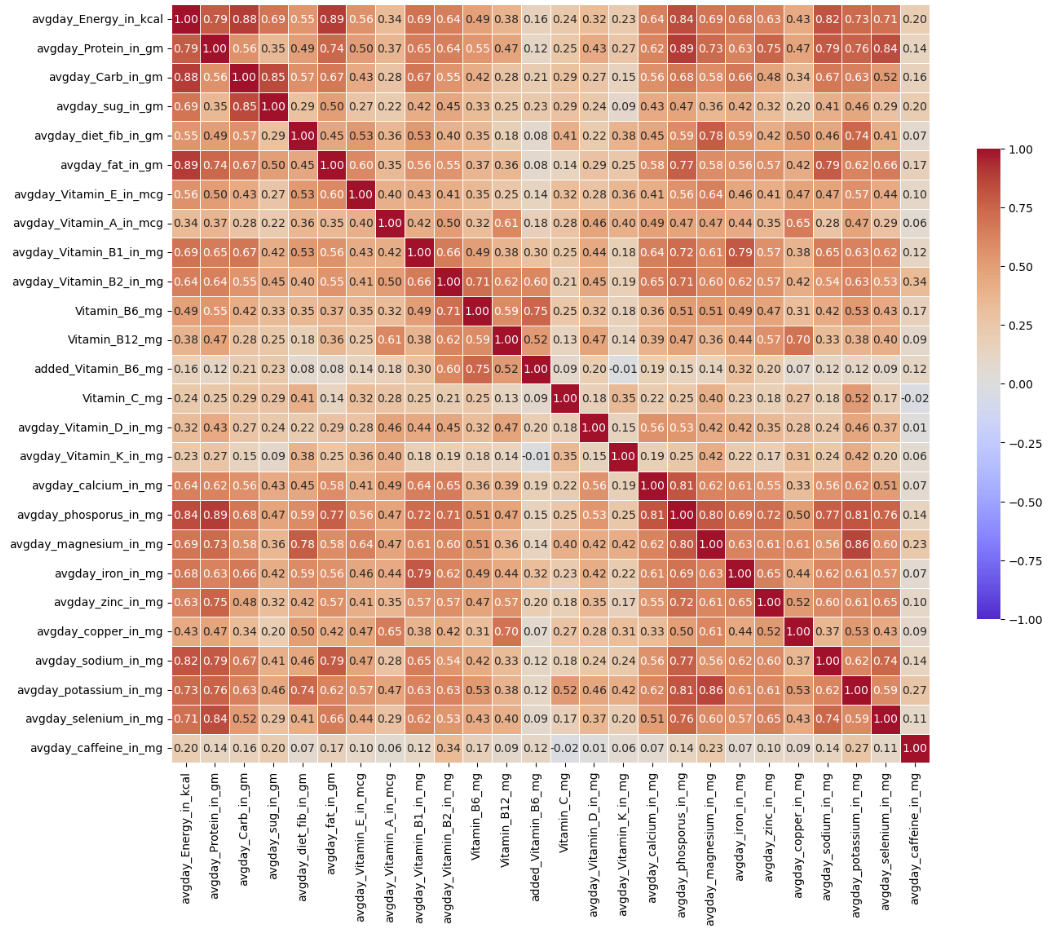 avgday_Energy_in_kcal 1.00 0.79 0.88 0.69 0.55 0.89 0.56 0.34 0.69 0.64 0.49 0.38 0.16 0.24 0.32 0.23 0.64 0.84 0.69 0.68 0.63 0.43 0.82 0.73 0.71 0.20
avgday_Protein_in_gm 0.79 1.00 0.56 0.35 0.49 0.74 0.50 0.37 0.65 0.64 0.55 0.47 0.12 0.25 0.43 0.27 0.62 0.89 0.73 0.63 0.75 0.47 0.79 0.76 0.84 0.14
avgday_Carb_in_gm 0.88 0.56 1.00 0.85 0.57 0.67 0.43 0.28 0.67 0.55 0.42 0.28 0.21 0.29 0.27 0.15 0.56 0.68 0.58 0.66 0.48 0.34 0.67 0.63 0.52 0.16
avgday_sug_in_gm 0.69 0.35 0.85 1.00 0.29 0.50 0.27 0.22 0.42 0.45 0.33 0.25 0.23 0.29 0.24 0.09 0.43 0.47 0.36 0.42 0.32 0.20 0.41 0.46 0.29 0.20
avgday_diet_fib_in_gm 0.55 0.49 0.57 0.29 1.00 0.45 0.53 0.36 0.53 0.40 0.35 0.18 0.08 0.41 0.22 0.38 0.45 0.59 0.78 0.59 0.42 0.50 0.46 0.74 0.41 0.07
avgday_fat_in_gm 0.89 0.74 0.67 0.50 0.45 1.00 0.60 0.35 0.56 0.55 0.37 0.36 0.08 0.14 0.29 0.25 0.58 0.77 0.58 0.56 0.57 0.42 0.79 0.62 0.66 0.17
avgday_Vitamin_E_in_mcg 0.56 0.50 0.43 0.27 0.53 0.60 1.00 0.40 0.43 0.41 0.35 0.25 0.14 0.32 0.28 0.36 0.41 0.56 0.64 0.46 0.41 0.47 0.47 0.57 0.44 0.10
avgday_Vitamin_A_in_mcg 0.34 0.37 0.28 0.22 0.36 0.35 0.40 1.00 0.42 0.50 0.32 0.61 0.18 0.28 0.46 0.40 0.49 0.47 0.47 0.44 0.35 0.65 0.28 0.47 0.29 0.06
avgday_Vitamin_B1_in_mg 0.69 0.65 0.67 0.42 0.53 0.56 0.43 0.42 1.00 0.66 0.49 0.38 0.30 0.25 0.44 0.18 0.64 0.72 0.61 0.79 0.57 0.38 0.65 0.63 0.62 0.12
avgday_Vitamin_B2_in_mg 0.64 0.64 0.55 0.45 0.40 0.55 0.41 0.50 0.66 1.00 0.71 0.62 0.60 0.21 0.45 0.19 0.65 0.71 0.60 0.62 0.57 0.42 0.54 0.63 0.53 0.34
Vitamin_B6_mg 0.49 0.55 0.42 0.33 0.35 0.37 0.35 0.32 0.49 0.71 1.00 0.59 0.75 0.25 0.32 0.18 0.36 0.51 0.51 0.49 0.47 0.31 0.42 0.53 0.43 0.17
Vitamin_B12_mg 0.38 0.47 0.28 0.25 0.18 0.36 0.25 0.61 0.38 0.62 0.59 1.00 0.52 0.13 0.47 0.14 0.39 0.47 0.36 0.44 0.57 0.70 0.33 0.38 0.40 0.09
added_Vitamin_B6_mg 0.16 0.12 0.21 0.23 0.08 0.08 0.14 0.18 0.30 0.60 0.75 0.52 1.00 0.09 0.20 -0.01 0.19 0.15 0.14 0.32 0.20 0.07 0.12 0.12 0.09 0.12
Vitamin_C_mg 0.24 0.25 0.29 0.29 0.41 0.14 0.32 0.28 0.25 0.21 0.25 0.13 0.09 1.00 0.18 0.35 0.22 0.25 0.40 0.23 0.18 0.27 0.18 0.52 0.17 -0.02
avgday_Vitamin_D_in_mg 0.32 0.43 0.27 0.24 0.22 0.29 0.28 0.46 0.44 0.45 0.32 0.47 0.20 0.18 1.00 0.15 0.56 0.53 0.42 0.42 0.35 0.28 0.24 0.46 0.37 0.01
avgday_Vitamin_K_in_mg 0.23 0.27 0.15 0.09 0.38 0.25 0.36 0.40 0.18 0.19 0.18 0.14 -0.01 0.35 0.15 1.00 0.19 0.25 0.42 0.22 0.17 0.31 0.24 0.42 0.20 0.06
avgday_calcium_in_mg 0.64 0.62 0.56 0.43 0.45 0.58 0.41 0.49 0.64 0.65 0.36 0.39 0.19 0.22 0.56 0.19 1.00 0.81 0.62 0.61 0.55 0.33 0.56 0.62 0.51 0.07
avgday_phosporus_in_mg 0.84 0.89 0.68 0.47 0.59 0.77 0.56 0.47 0.72 0.71 0.51 0.47 0.15 0.25 0.53 0.25 0.81 1.00 0.80 0.69 0.72 0.50 0.77 0.81 0.76 0.14
avgday_magnesium_in_mg 0.69 0.73 0.58 0.36 0.78 0.58 0.64 0.47 0.61 0.60 0.51 0.36 0.14 0.40 0.42 0.42 0.62 0.80 1.00 0.63 0.61 0.61 0.56 0.86 0.60 0.23
avgday_iron_in_mg 0.68 0.63 0.66 0.42 0.59 0.56 0.46 0.44 0.79 0.62 0.49 0.44 0.32 0.23 0.42 0.22 0.61 0.69 0.63 1.00 0.65 0.44 0.62 0.61 0.57 0.07
avgday_zinc_in_mg 0.63 0.75 0.48 0.32 0.42 0.57 0.41 0.35 0.57 0.57 0.47 0.57 0.20 0.18 0.35 0.17 0.55 0.72 0.61 0.65 1.00 0.52 0.60 0.61 0.65 0.10
avgday_copper_in_mg 0.43 0.47 0.34 0.20 0.50 0.42 0.47 0.65 0.38 0.42 0.31 0.70 0.07 0.27 0.28 0.31 0.33 0.50 0.61 0.44 0.52 1.00 0.37 0.53 0.43 0.09
avgday_sodium_in_mg 0.82 0.79 0.67 0.41 0.46 0.79 0.47 0.28 0.65 0.54 0.42 0.33 0.12 0.18 0.24 0.24 0.56 0.77 0.56 0.62 0.60 0.37 1.00 0.62 0.74 0.14
avgday_potassium_in_mg 0.73 0.76 0.63 0.46 0.74 0.62 0.57 0.47 0.63 0.63 0.53 0.38 0.12 0.52 0.46 0.42 0.62 0.81 0.86 0.61 0.61 0.53 0.62 1.00 0.59 0.27
avgday_selenium_in_mg 0.71 0.84 0.52 0.29 0.41 0.66 0.44 0.29 0.62 0.53 0.43 0.40 0.09 0.17 0.37 0.20 0.51 0.76 0.60 0.57 0.65 0.43 0.74 0.59 1.00 0.11
avgday_caffeine_in_mg 0.20 0.14 0.16 0.20 0.07 0.17 0.10 0.06 0.12 0.34 0.17 0.09 0.12 -0.02 0.01 0.06 0.07 0.14 0.23 0.07 0.10 0.09 0.14 0.27 0.11 1.00
avgday_Energy_in_kcal
avgday_Protein_in_gm
avgday_Carb_in_gm
avgday_sug_in_gm
avgday_diet_fib_in_gm
avgday_fat_in_gm
avgday_Vitamin_E_in_mcg
avgday_Vitamin_A_in_mcg
avgday_Vitamin_B1_in_mg
avgday_Vitamin_B2_in_mg
Vitamin_B6_mg
Vitamin_B12_mg
added_Vitamin_B6_mg
Vitamin_C_mg
avgday_Vitamin_D_in_mg
avgday_Vitamin_K_in_mg
avgday_calcium_in_mg
avgday_phosporus_in_mg
avgday_magnesium_in_mg
avgday_iron_in_mg
avgday_zinc_in_mg
avgday_copper_in_mg
avgday_sodium_in_mg
avgday_potassium_in_mg
avgday_selenium_in_mg
avgday_caffeine_in_mg
1.00
0.75
0.50
0.25
0.00
−0.25
−0.50
−0.75
−1.00